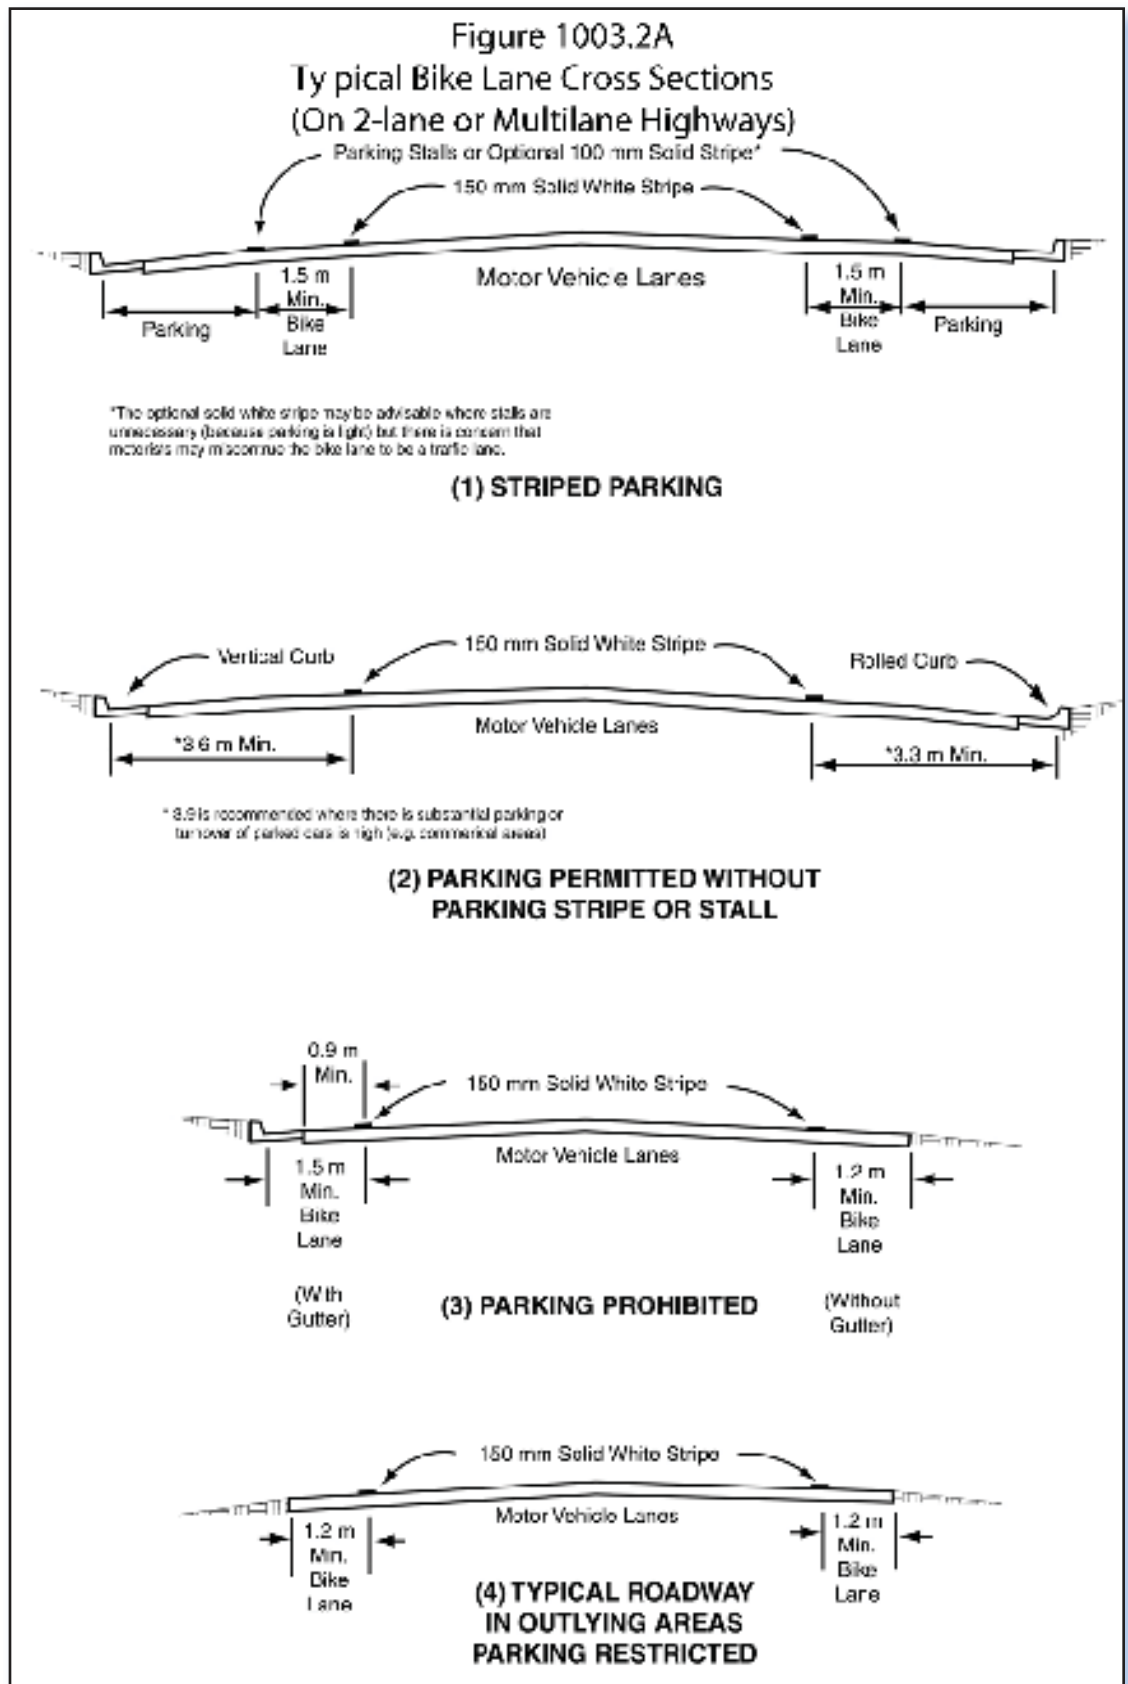 Figure 1003.2A
Ty pical Bike Lane Cross Sections
(On 2-lane or Multilane Highways)
Parking Stalls or Optional 100 mm Solid Stripe*
150 mm Solid White Stripe
1.5 m
Min.
Bike
Lane
Motor Vehicle Lanes
1.5 m
Min.
Bike
Lane
Parking
Parking
*The optional solid white stripe may be advisable where stalls are
unnecessary (because parking is light) but there is concern that
motorists may misconstrue the bike lane to be a traffic lane.
(1) STRIPED PARKING
Vertical Curb
150 mm Solid White Stripe
Rolled Curb
Motor Vehicle Lanes
*3.6 m Min.
*3.3 m Min.
* 3.9 is recommended where there is substantial parking or
turnover of parked cars is high (e.g. commerical areas)
(2) PARKING PERMITTED WITHOUT
PARKING STRIPE OR STALL
0.9 m
Min.
150 mm Solid White Stripe
Motor Vehicle Lanes
1.5 m
Min.
Bike
Lane
(With
Gutter)
1.2 m
Min.
Bike
Lane
(Without
Gutter)
(3) PARKING PROHIBITED
150 mm Solid White Stripe
Motor Vehicle Lanes
1.2 m
Min.
Bike
Lane
1.2 m
Min.
Bike
Lane
(4) TYPICAL ROADWAY
IN OUTLYING AREAS
PARKING RESTRICTED